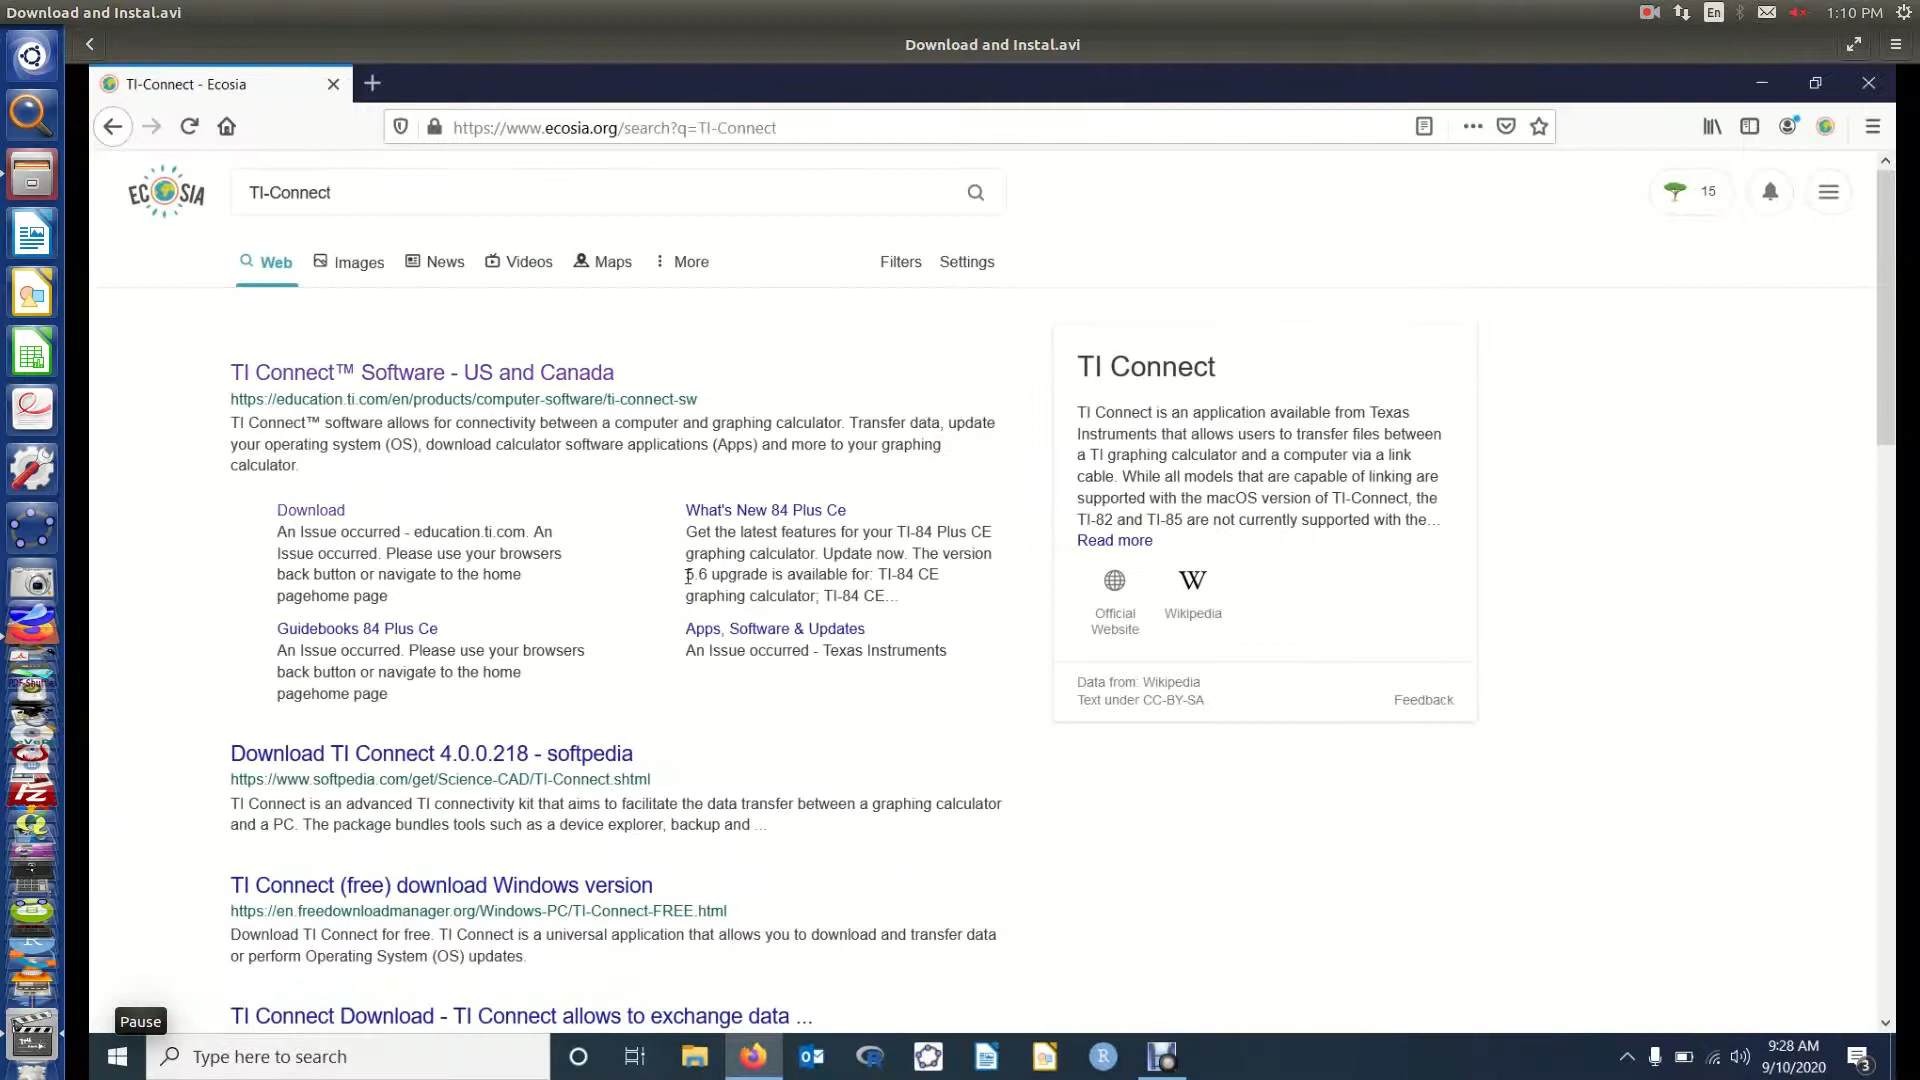 Download and Instal.avi
En
1:10 PM
Download and Instal.avi
TI-Connect - Ecosia
https://www.ecosia.org/search?q=TI-Connect
ECOSIA
TI-Connect
15
Web
Images
News
Videos
Maps
More
Filters
Settings
TI Connect™ Software - US and Canada
https://education.ti.com/en/products/computer-software/ti-connect-sw
TI Connect™ software allows for connectivity between a computer and graphing calculator. Transfer data, update
your operating system (OS), download calculator software applications (Apps) and more to your graphing
calculator.
Download
An Issue occurred - education.ti.com. An
Issue occurred. Please use your browsers
back button or navigate to the home
pagehome page
What's New 84 Plus Ce
Get the latest features for your TI-84 Plus CE
graphing calculator. Update now. The version
5.6 upgrade is available for: TI-84 CE
graphing calculator; TI-84 CE...
Guidebooks 84 Plus Ce
An Issue occurred. Please use your browsers
back button or navigate to the home
pagehome page
Apps, Software & Updates
An Issue occurred - Texas Instruments
Download TI Connect 4.0.0.218 - softpedia
https://www.softpedia.com/get/Science-CAD/TI-Connect.shtml
TI Connect is an advanced TI connectivity kit that aims to facilitate the data transfer between a graphing calculator
and a PC. The package bundles tools such as a device explorer, backup and ...
TI Connect (free) download Windows version
https://en.freedownloadmanager.org/Windows-PC/TI-Connect-FREE.html
Download TI Connect for free. TI Connect is a universal application that allows you to download and transfer data
or perform Operating System (OS) updates.
TI Connect Download - TI Connect allows to exchange data ...
TI Connect
TI Connect is an application available from Texas
Instruments that allows users to transfer files between
a TI graphing calculator and a computer via a link
cable. While all models that are capable of linking are
supported with the macOS version of TI-Connect, the
TI-82 and TI-85 are not currently supported with the...
Read more
W
Official
Website
Wikipedia
Data from: Wikipedia
Text under CC-BY-SA
Feedback
Pause
Type here to search
R
9:28 AM
9/10/2020
3